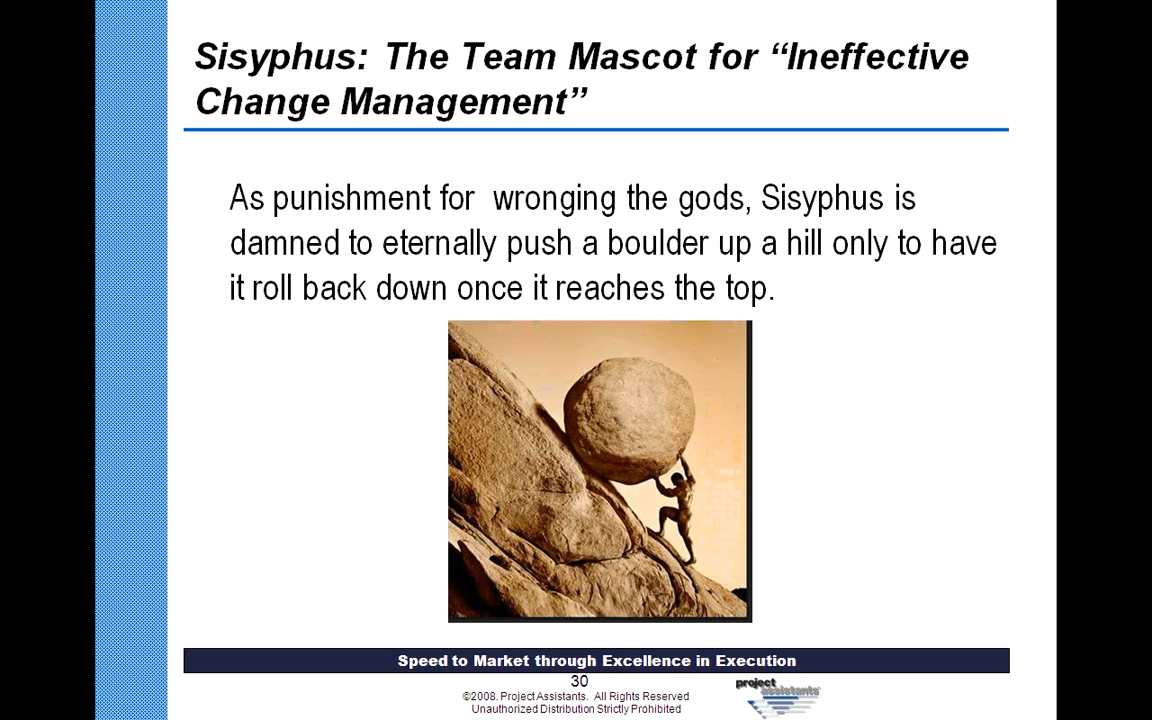 Sisyphus: The Team Mascot for “Ineffective
Change Management”
As punishment for  wronging the gods, Sisyphus is
damned to eternally push a boulder up a hill only to have
it roll back down once it reaches the top.
Speed to Market through Excellence in Execution
30
©2008. Project Assistants.  All Rights Reserved
Unauthorized Distribution Strictly Prohibited
project
assistants